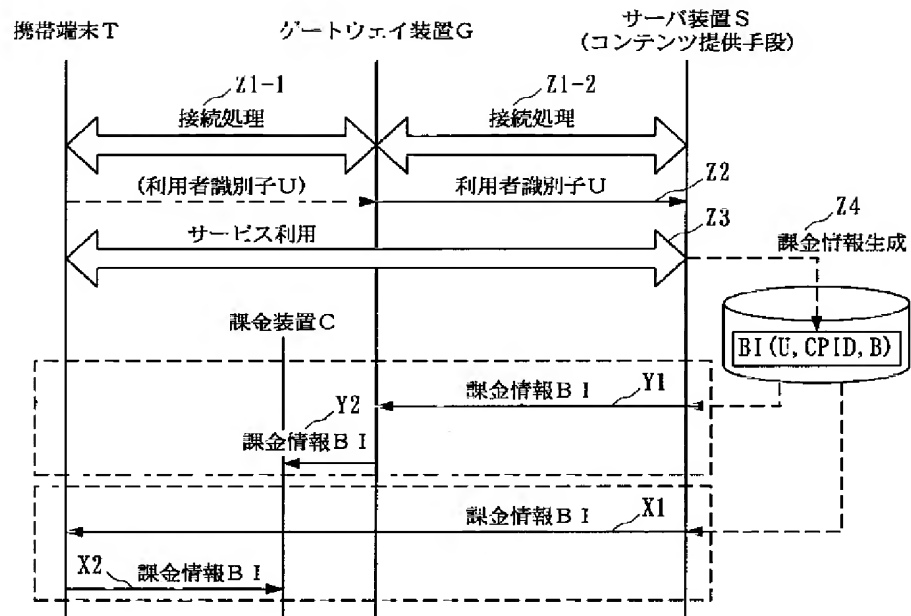 携帯端末T
ゲートウェイ装置G
サーバ装置S
(コンテンツ提供手段)
Z1-1
Z1-2
接続処理
接続処理
(利用者識別子U)
利用者識別子U
Z2
サービス利用
Z3
Z4
課金情報生成
課金装置C
BI(U,CPID,B)
課金情報BI
Y1
Y2
課金情報BI
課金情報BI
X1
X2
課金情報BI